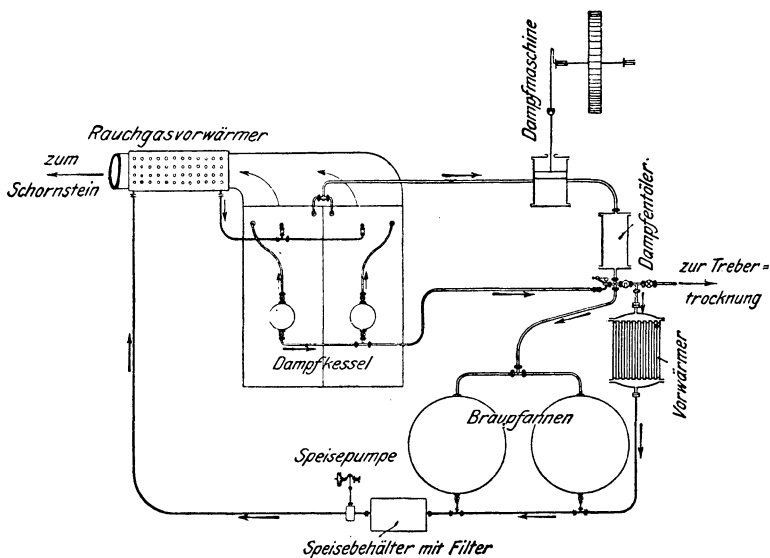 Rauchgasvorwärmer
zum
Schornstein
Dampfmaschine
Dampfentöler.
zur Treber=
trocknung
Vorwärmer
Dampfkessel
Braupfannen
Speisepumpe
Speisebehälter mit Filter